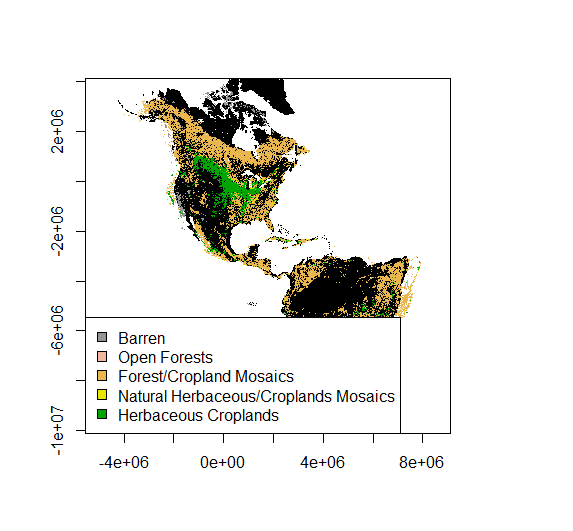 2e+06
-2e+06
-6e+06
-1e+07
Barren
Open Forests
Forest/Cropland Mosaics
Natural Herbaceous/Croplands Mosaics
Herbaceous Croplands
-4e+06 0e+00 4e+06 8e+06